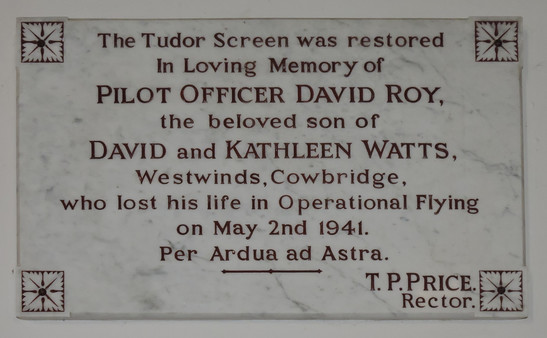 The Tudor Screen was restored
In Loving Memory of
PILOT OFFICER DAVID ROY,
the beloved son of
DAVID and KATHLEEN WATTS,
Westwinds, Cowbridge,
who lost his life in Operational Flying
on May 2nd 1941.
Per Ardua ad Astra.
T. P. PRICE.
Rector.